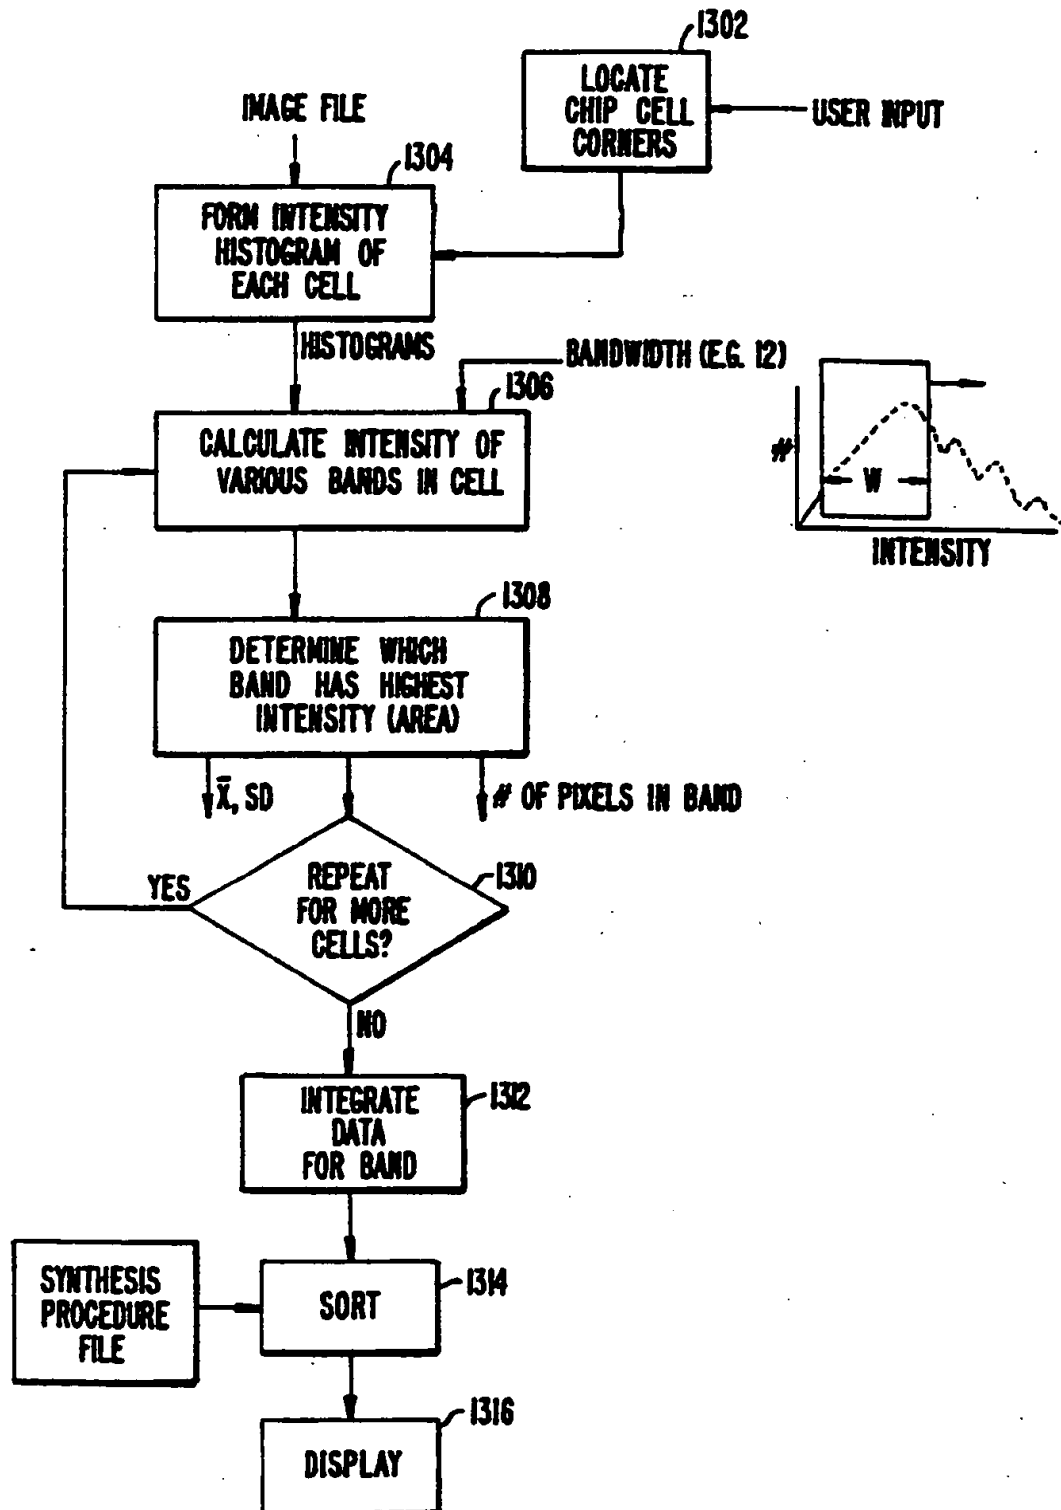 1302
LOCATE
CHIP CELL
CORNERS
USER INPUT
IMAGE FILE
1304
FORM INTENSITY
HISTOGRAM OF
EACH CELL
HISTOGRAMS
BANDWIDTH (E.G. 12)
1306
CALCULATE INTENSITY OF
VARIOUS BANDS IN CELL
#
W
INTENSITY
1308
DETERMINE WHICH
BAND HAS HIGHEST
INTENSITY (AREA)
X̄, SD
# OF PIXELS IN BAND
1310
REPEAT
FOR MORE
CELLS?
YES
NO
1312
INTEGRATE
DATA
FOR BAND
SYNTHESIS
PROCEDURE
FILE
1314
SORT
1316
DISPLAY